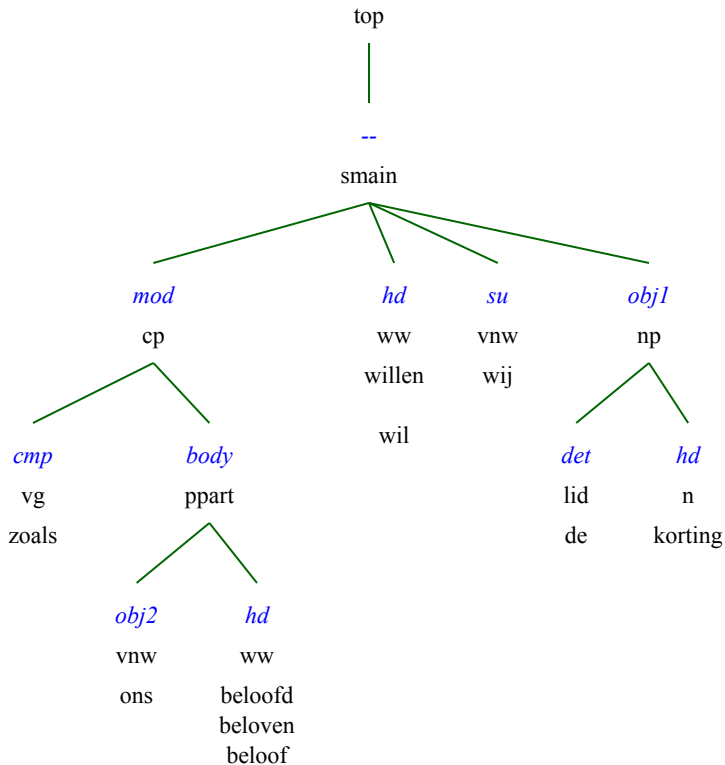 top
--
smain
mod hd su obj1
cp ww vnw np
willen wij
wil
cmp body det hd
vg ppart lid n
zoals de korting
obj2 hd
vnw ww
ons beloofd
beloven
beloof